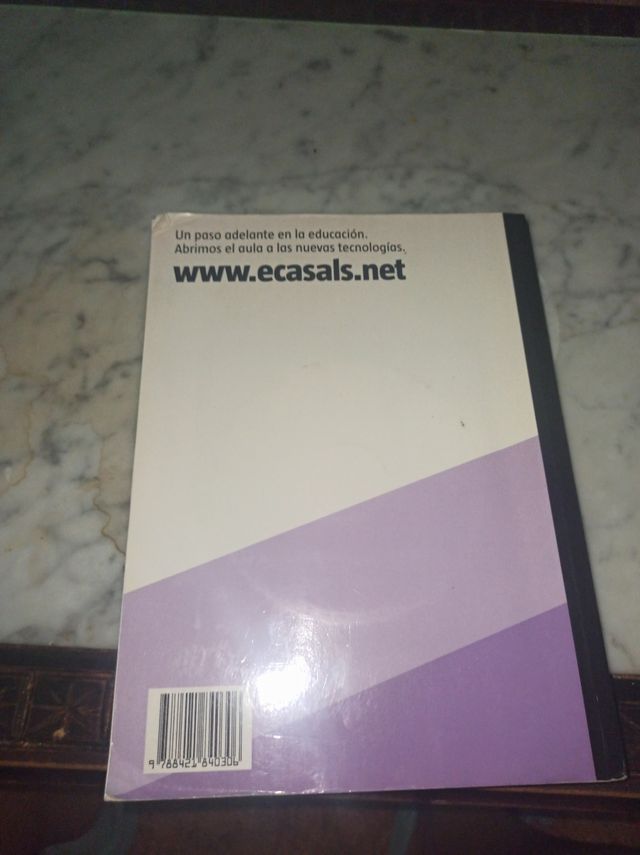 Un paso adelante en la educación.
Abrimos el aula a las nuevas tecnologías.
www.ecasals.net
9 788421 840306